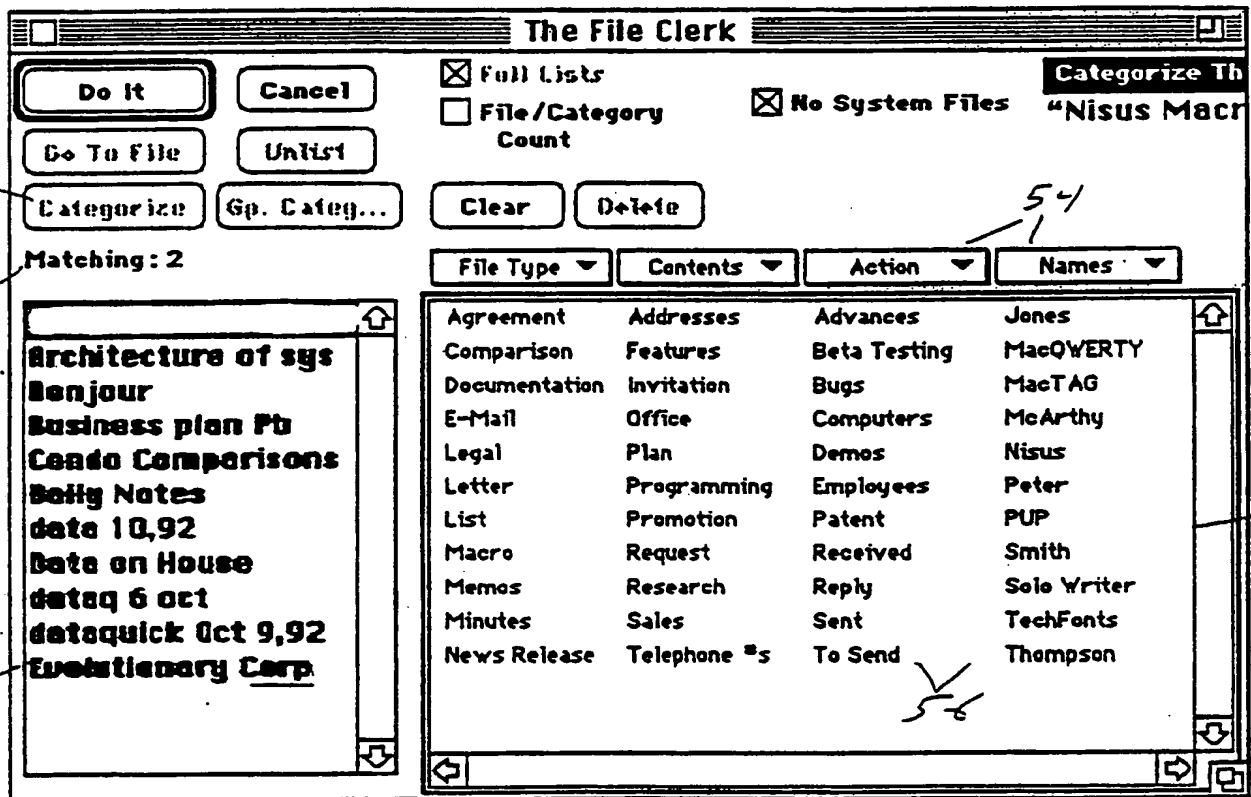 The File Clerk
Do It
Cancel
Full Lists
File/Category
Count
No System Files
Categorize Th
“Nisus Macr
Go To File
Unlist
Categorize
Gp. Categ...
Clear
Delete
54
Matching: 2
File Type
Contents
Action
Names
Architecture of sys
Bonjour
Business plan Pb
Condo Comparisons
Daily Notes
data 10,92
Data on House
dataq 6 oct
dataquick Oct 9,92
Evolutionary Corp
Agreement Addresses Advances Jones
Comparison Features Beta Testing MacQWERTY
Documentation Invitation Bugs MacTAG
E-Mail Office Computers McArthy
Legal Plan Demos Nisus
Letter Programming Employees Peter
List Promotion Patent PUP
Macro Request Received Smith
Memos Research Reply Solo Writer
Minutes Sales Sent TechFonts
News Release Telephone #s To Send Thompson
56